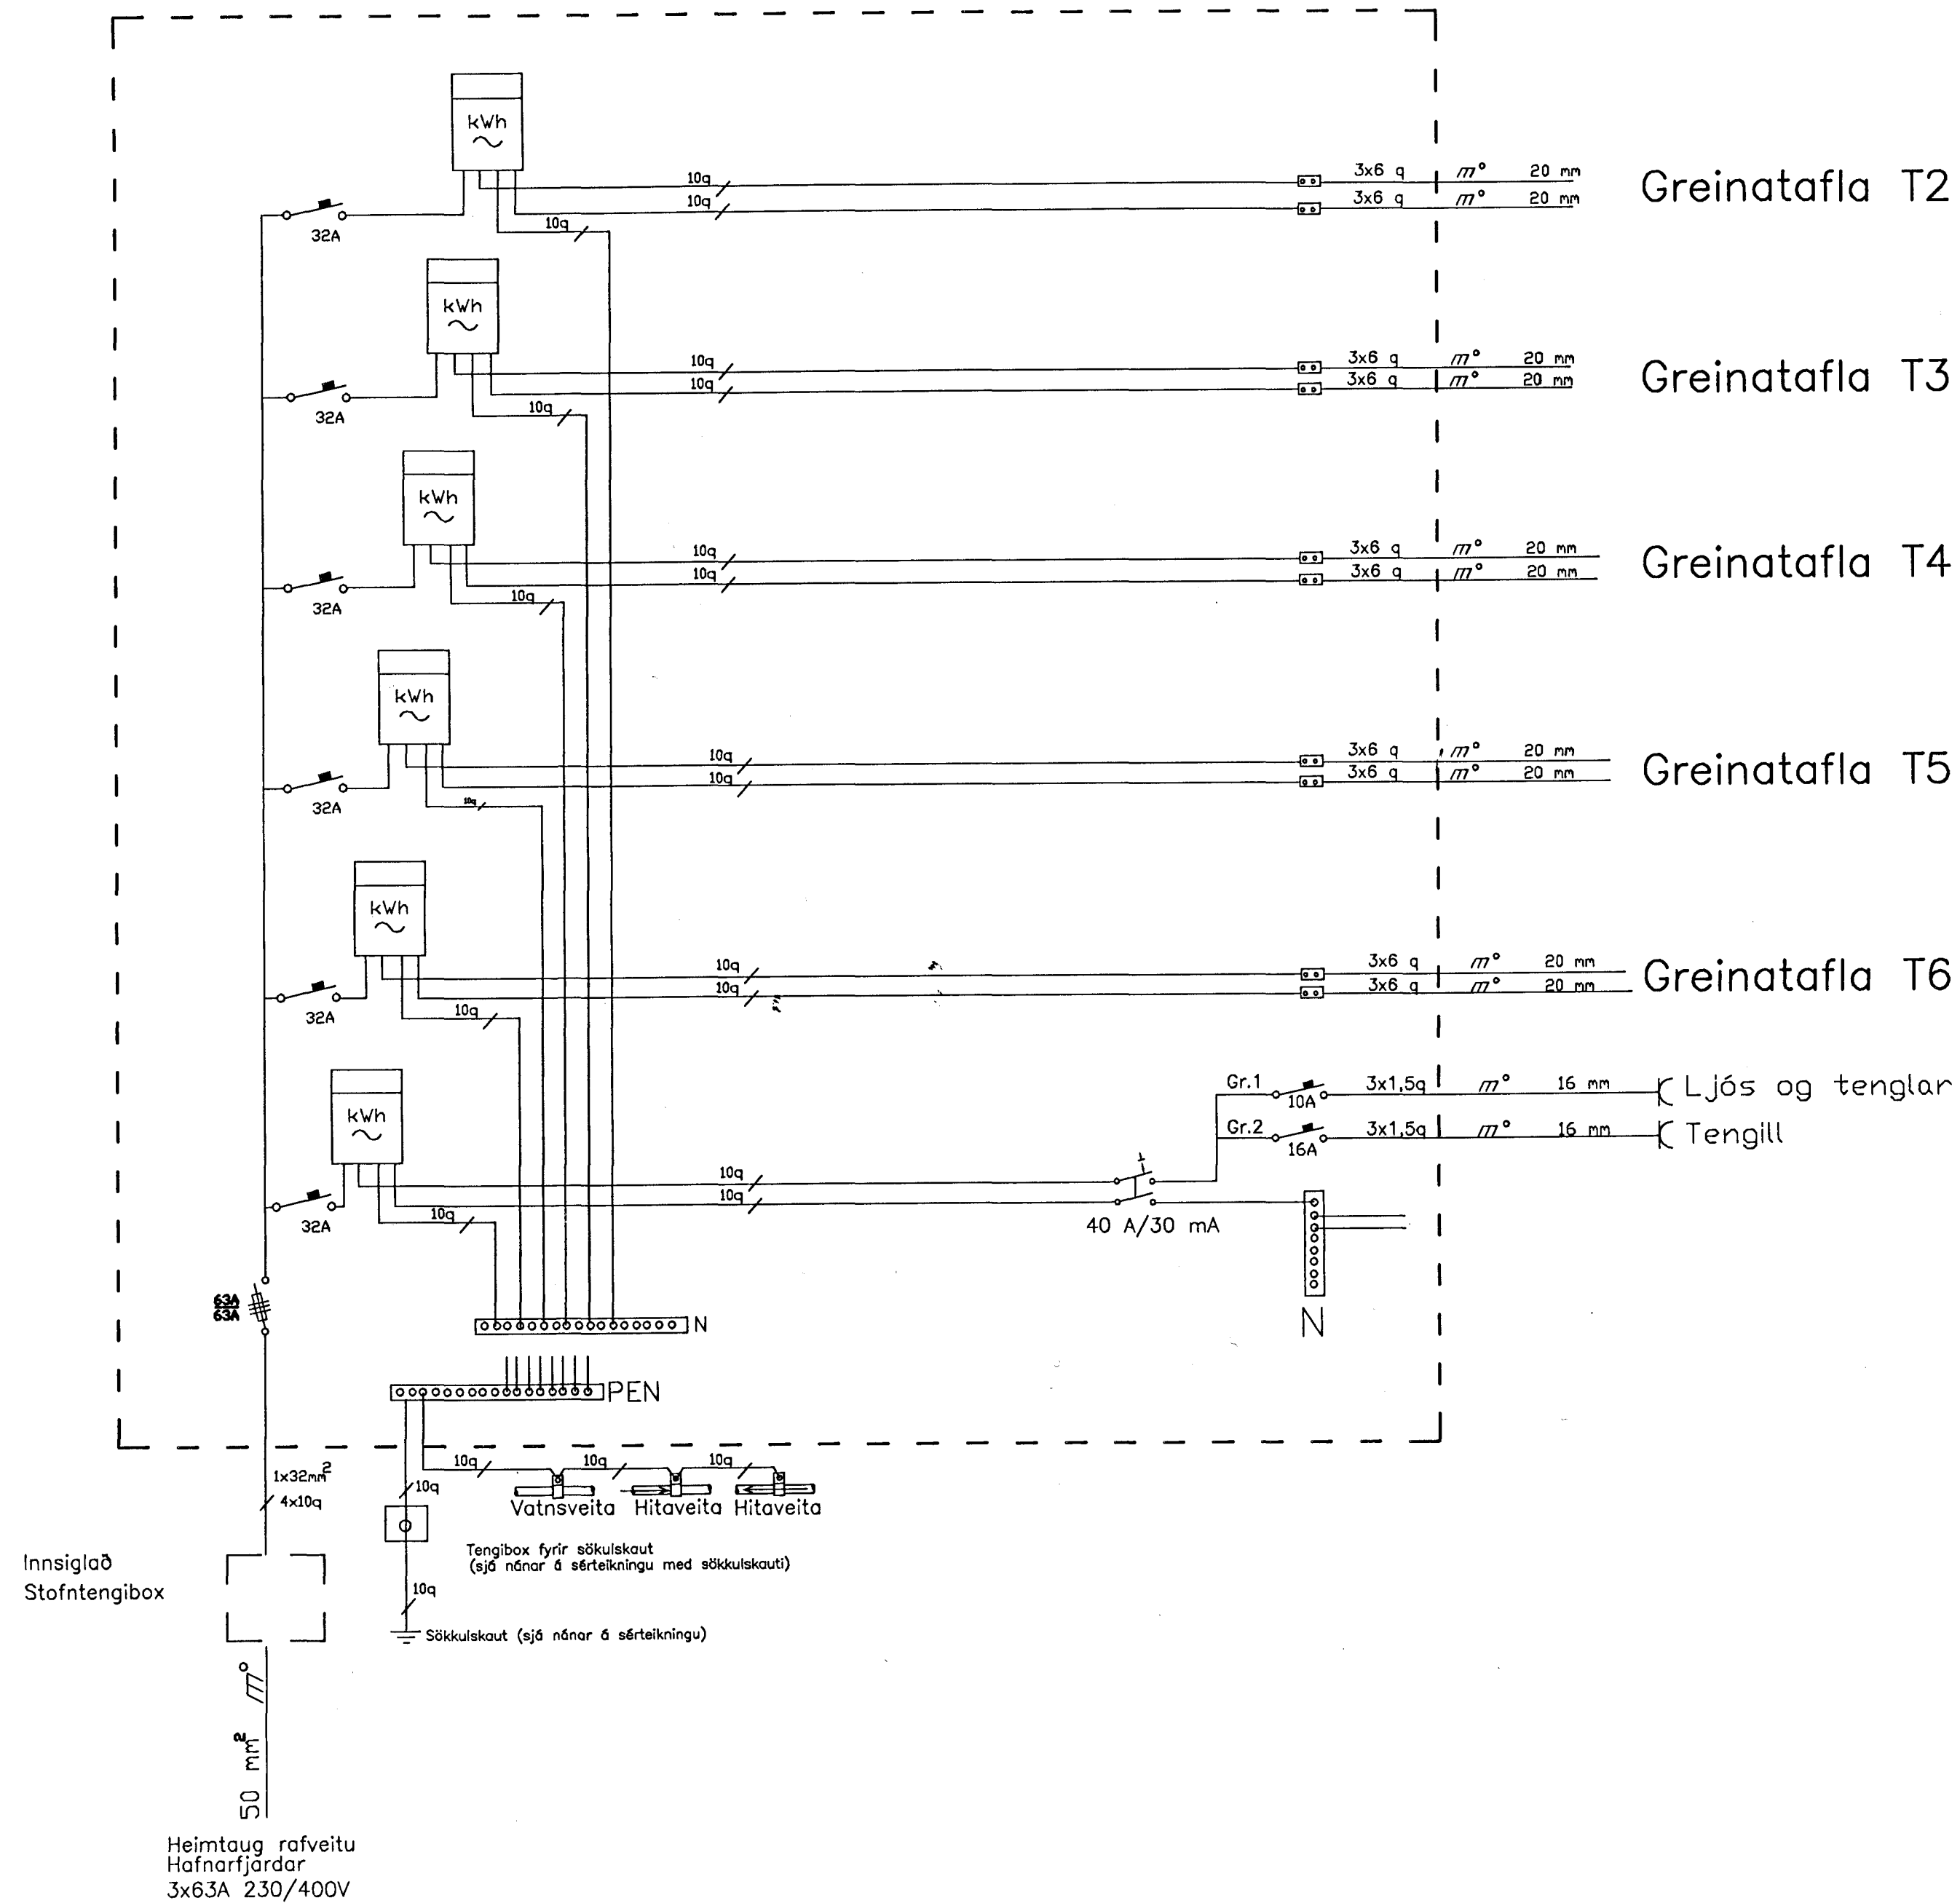 kWh
10q 3x6 q 20 mm
Greinatafla T2
10q 3x6 q 20 mm
32A
10q
kWh
10q 3x6 q 20 mm
Greinatafla T3
10q 3x6 q 20 mm
32A
10q
kWh
10q 3x6 q 20 mm
Greinatafla T4
10q 3x6 q 20 mm
32A
10q
kWh
10q 3x6 q 20 mm
Greinatafla T5
10q 3x6 q 20 mm
32A
10q
kWh
10q 3x6 q 20 mm
Greinatafla T6
10q 3x6 q 20 mm
32A
10q
kWh
Gr.1 10A 3x1,5q 16 mm Ljós og tenglar
Gr.2 16A 3x1,5q 16 mm Tengill
10q
10q
32A
10q
40 A/30 mA
63A
63A
N
N
PEN
1x32mm²
4x10q
10q
10q 10q 10q
Vatnsveita Hitaveita Hitaveita
Tengibox fyrir sökulskaut
(sjá nánar á sérteikningu med sökkulskauti)
Innsiglað
Stofntengibox
10q
Sökkulskaut (sjá nánar á sérteikningu)
50 mm²
Heimtaug rafveitu
Hafnarfjardar
3x63A 230/400V